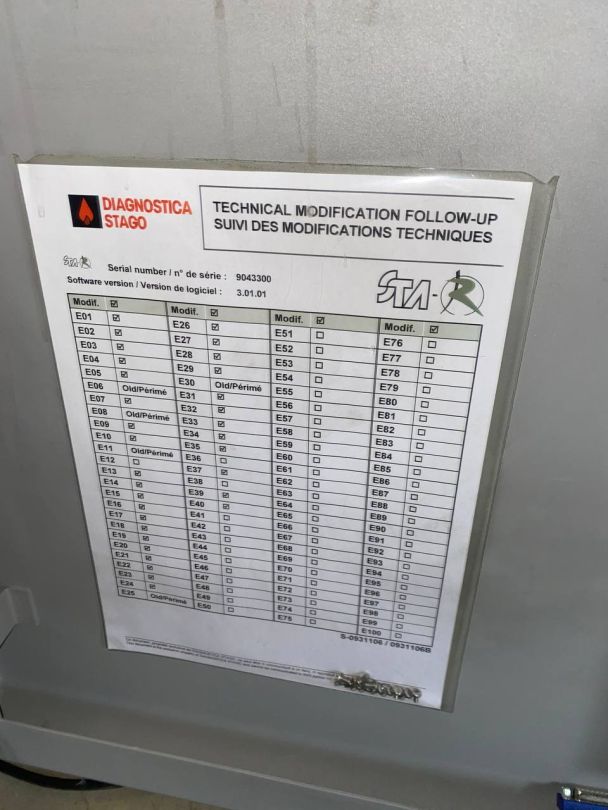 DIAGNOSTICA
STAGO
TECHNICAL MODIFICATION FOLLOW-UP
SUIVI DES MODIFICATIONS TECHNIQUES
STA-R
Serial number / n° de série : 9043300
STA-R
Software version / Version de logiciel : 3.01.01
Modif. ☑ Modif. ☑ Modif. ☑ Modif. ☑
E01 ☑ E26 ☑ E51 ☐ E76 ☐
E02 ☑ E27 ☑ E52 ☐ E77 ☐
E03 ☑ E28 ☑ E53 ☐ E78 ☐
E04 ☑ E29 ☑ E54 ☐ E79 ☐
E05 ☑ E30 Old/Périmé E55 ☐ E80 ☐
E06 Old/Périmé E31 ☑ E56 ☐ E81 ☐
E07 ☑ E32 ☑ E57 ☐ E82 ☐
E08 Old/Périmé E33 ☑ E58 ☐ E83 ☐
E09 ☑ E34 ☑ E59 ☐ E84 ☐
E10 ☑ E35 ☑ E60 ☐ E85 ☐
E11 Old/Périmé E36 ☐ E61 ☐ E86 ☐
E12 ☐ E37 ☑ E62 ☐ E87 ☐
E13 ☑ E38 ☐ E63 ☐ E88 ☐
E14 ☑ E39 ☑ E64 ☐ E89 ☐
E15 ☑ E40 ☑ E65 ☐ E90 ☐
E16 ☑ E41 ☐ E66 ☐ E91 ☐
E17 ☑ E42 ☐ E67 ☐ E92 ☐
E18 ☑ E43 ☐ E68 ☐ E93 ☐
E19 ☑ E44 ☐ E69 ☐ E94 ☐
E20 ☑ E45 ☐ E70 ☐ E95 ☐
E21 ☑ E46 ☐ E71 ☐ E96 ☐
E22 ☑ E47 ☐ E72 ☐ E97 ☐
E23 ☑ E48 ☐ E73 ☐ E98 ☐
E24 ☑ E49 ☐ E74 ☐ E99 ☐
E25 Old/Périmé E50 ☐ E75 ☐ E100 ☐
S-0931106 / 0931106B